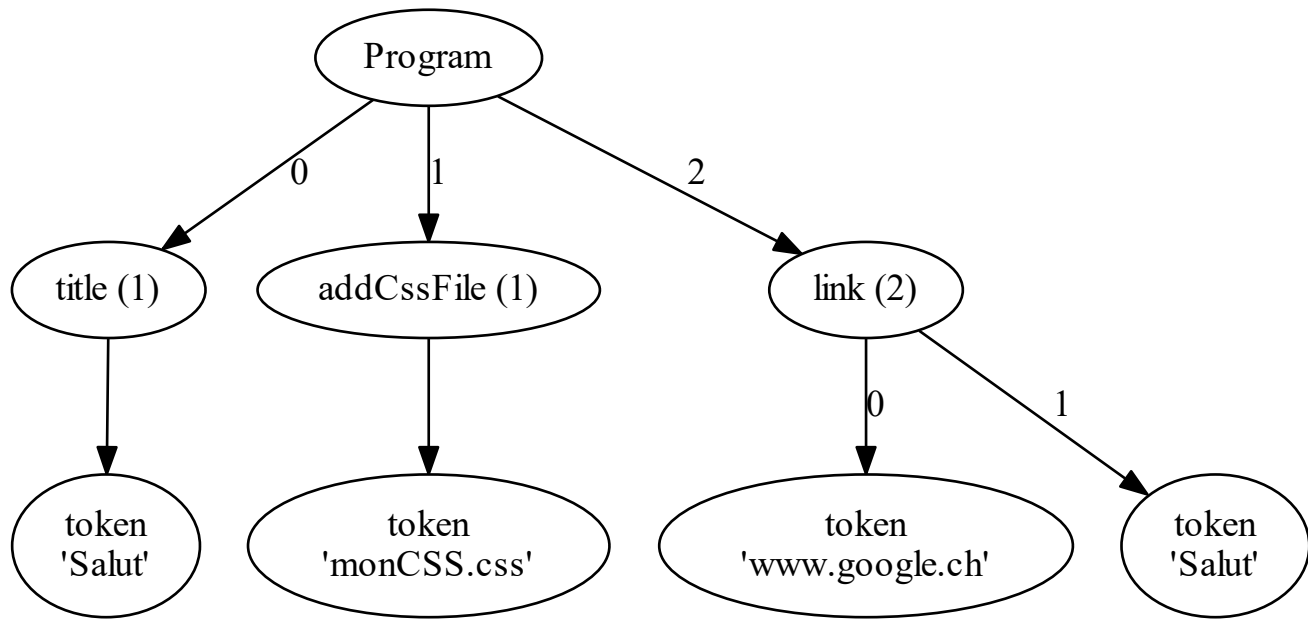 Program
0
1
2
title (1)
addCssFile (1)
link (2)
0
1
token
'Salut'
token
'monCSS.css'
token
'www.google.ch'
token
'Salut'